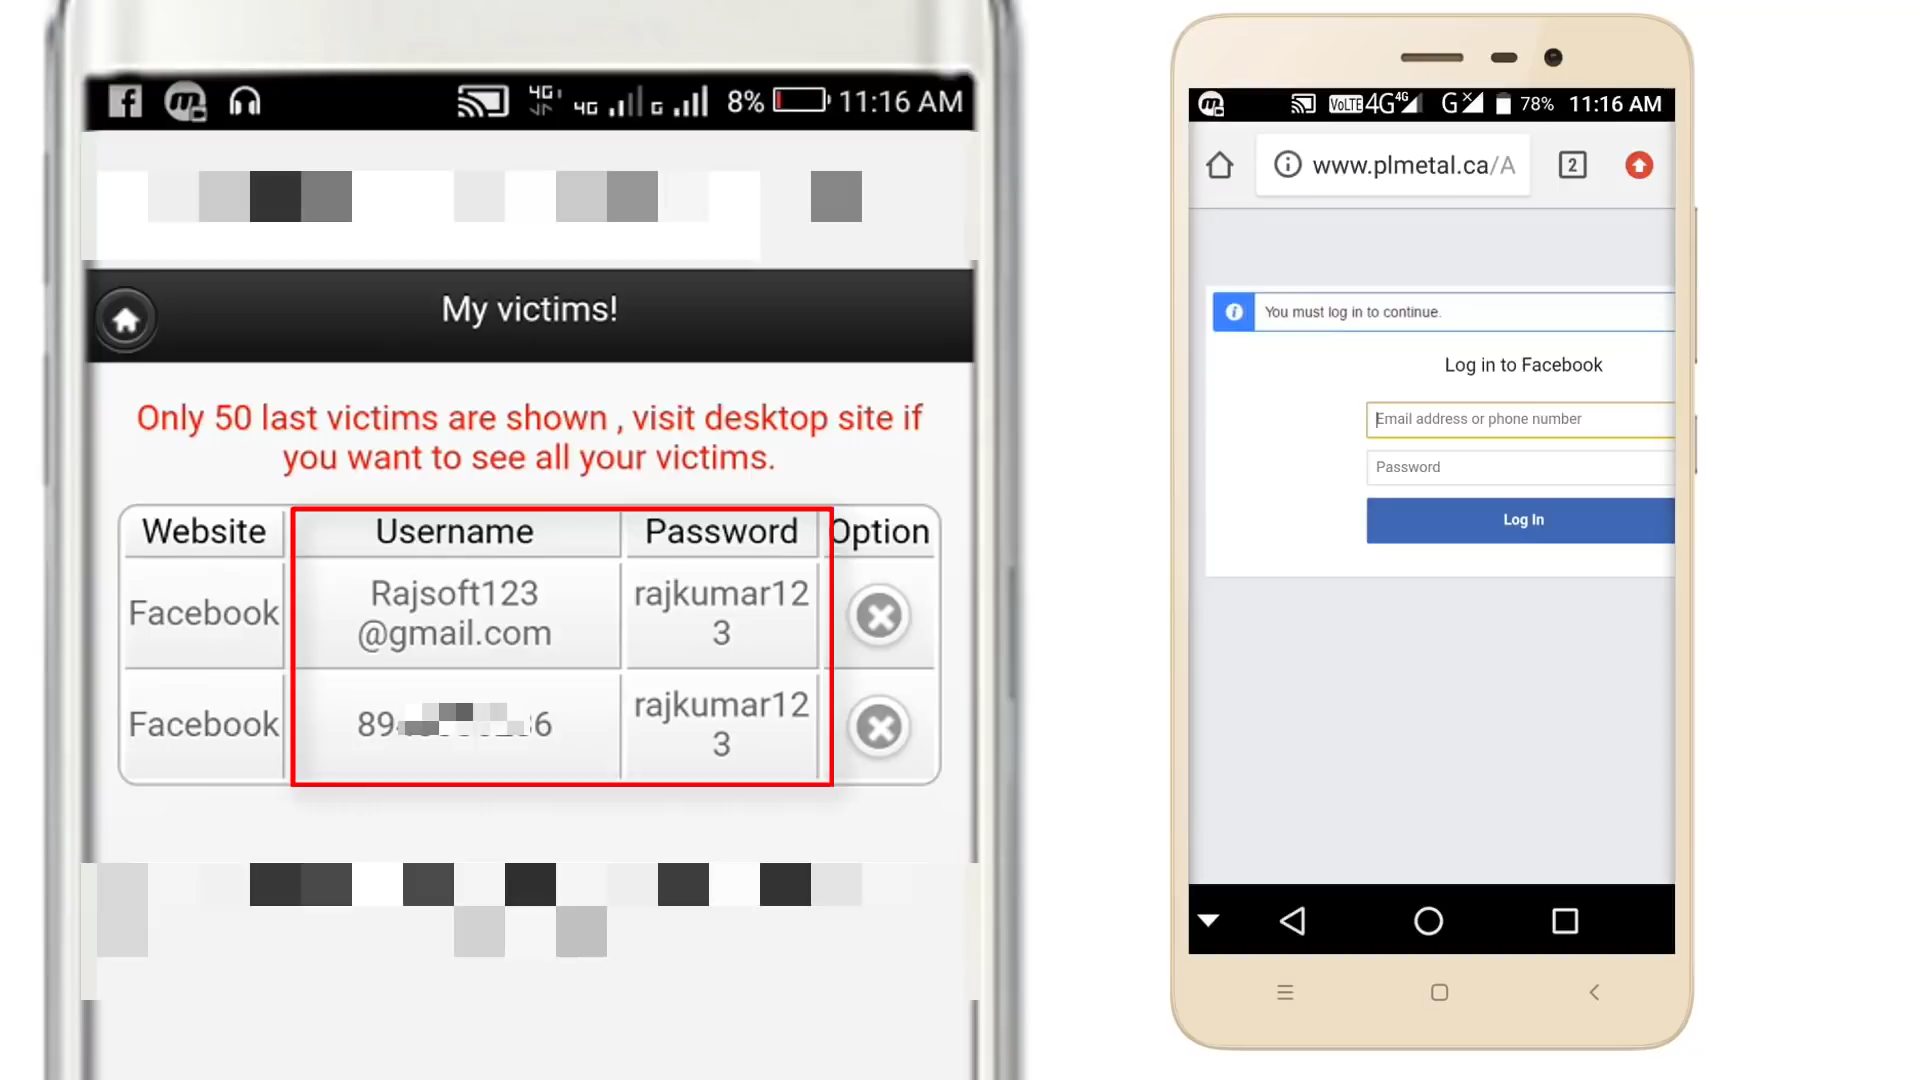 8% 11:16 AM
My victims!
Only 50 last victims are shown , visit desktop site if
you want to see all your victims.
Website Username Password Option
Facebook Rajsoft123
@gmail.com rajkumar12
3
Facebook rajkumar12
3
VoLTE 4G 4G G 78% 11:16 AM
www.plmetal.ca/A
2
You must log in to continue.
Log in to Facebook
Email address or phone number
Password
Log In